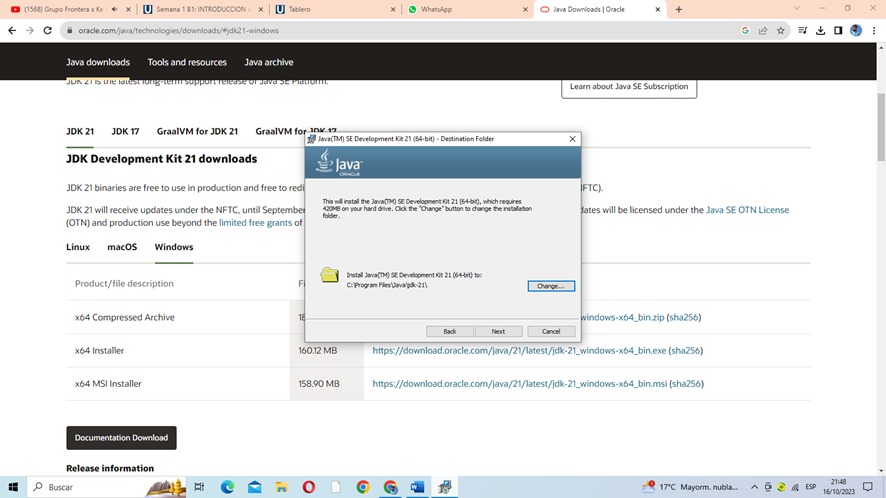 (1568) Grupo Frontera x Ke
Semana 1 B1: INTRODUCCION A
Tablero
WhatsApp
Java Downloads | Oracle
oracle.com/java/technologies/downloads/#jdk21-windows
Java downloads Tools and resources Java archive
JDK 21 is the latest long-term support release of Java SE Platform.
Learn about Java SE Subscription
JDK 21 JDK 17 GraalVM for JDK 21 GraalVM for JDK 17
JDK Development Kit 21 downloads
JDK 21 binaries are free to use in production and free to redi
FTC).
JDK 21 will receive updates under the NFTC, until September
dates will be licensed under the Java SE OTN License
(OTN) and production use beyond the limited free grants of
Linux macOS Windows
Product/file description
Fi
x64 Compressed Archive
18
windows-x64_bin.zip (sha256)
x64 Installer 160.12 MB https://download.oracle.com/java/21/latest/jdk-21_windows-x64_bin.exe (sha256)
x64 MSI Installer 158.90 MB https://download.oracle.com/java/21/latest/jdk-21_windows-x64_bin.msi (sha256)
Documentation Download
Release information
Java(TM) SE Development Kit 21 (64-bit) - Destination Folder
Java
ORACLE
This will install the Java(TM) SE Development Kit 21 (64-bit), which requires
420MB on your hard drive. Click the "Change" button to change the installation
folder.
Install Java(TM) SE Development Kit 21 (64-bit) to:
C:\Program Files\Java\jdk-21\
Change...
Back Next Cancel
Buscar
17°C Mayorm. nubla...
ESP
21:48
16/10/2023